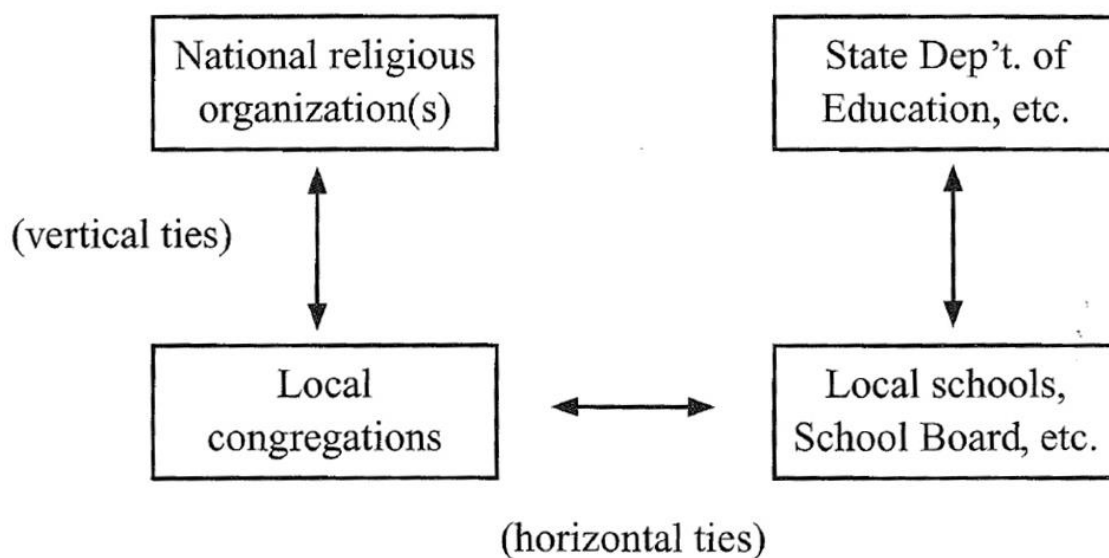 National religious
organization(s)
State Dep't. of
Education, etc.
(vertical ties)
Local
congregations
Local schools,
School Board, etc.
(horizontal ties)